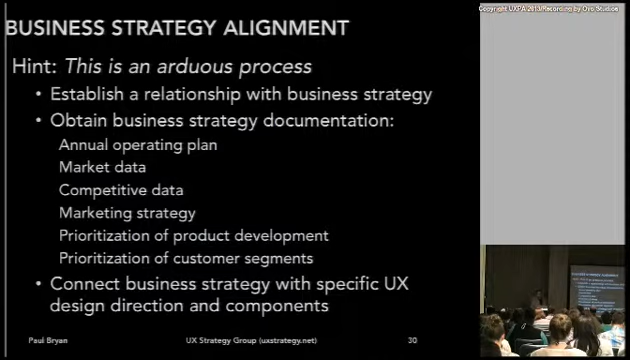 Copyright UXPA 2013/Recording by Ovo Studios
BUSINESS STRATEGY ALIGNMENT
Hint: This is an arduous process
• Establish a relationship with business strategy
• Obtain business strategy documentation:
Annual operating plan
Market data
Competitive data
Marketing strategy
Prioritization of product development
Prioritization of customer segments
• Connect business strategy with specific UX
design direction and components
Paul Bryan
UX Strategy Group (uxstrategy.net)
30